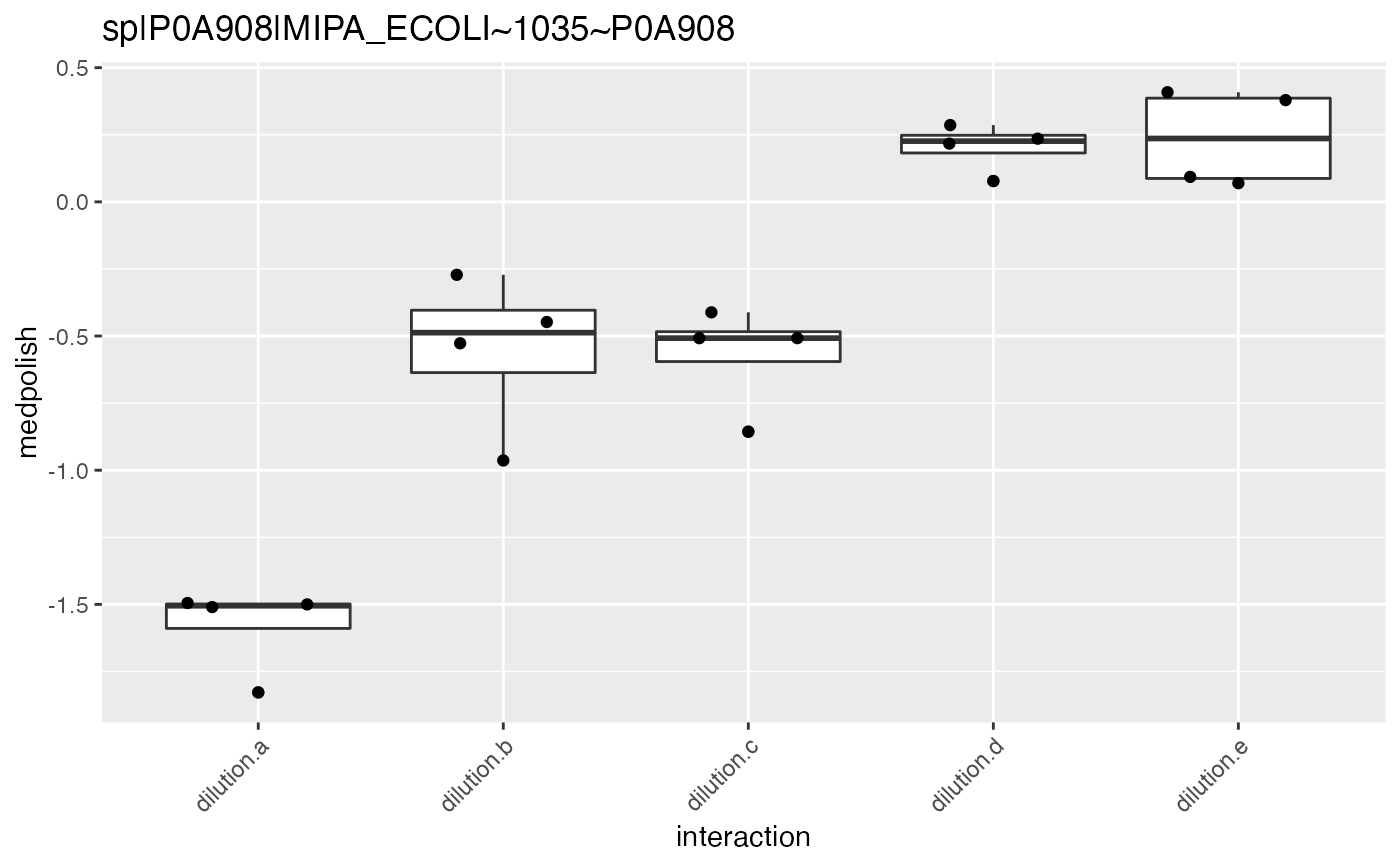 sp|P0A908|MIPA_ECOLI~1035~P0A908
0.5
0.0
-0.5
-1.0
-1.5
medpolish
dilution.a
dilution.b
dilution.c
dilution.d
dilution.e
interaction